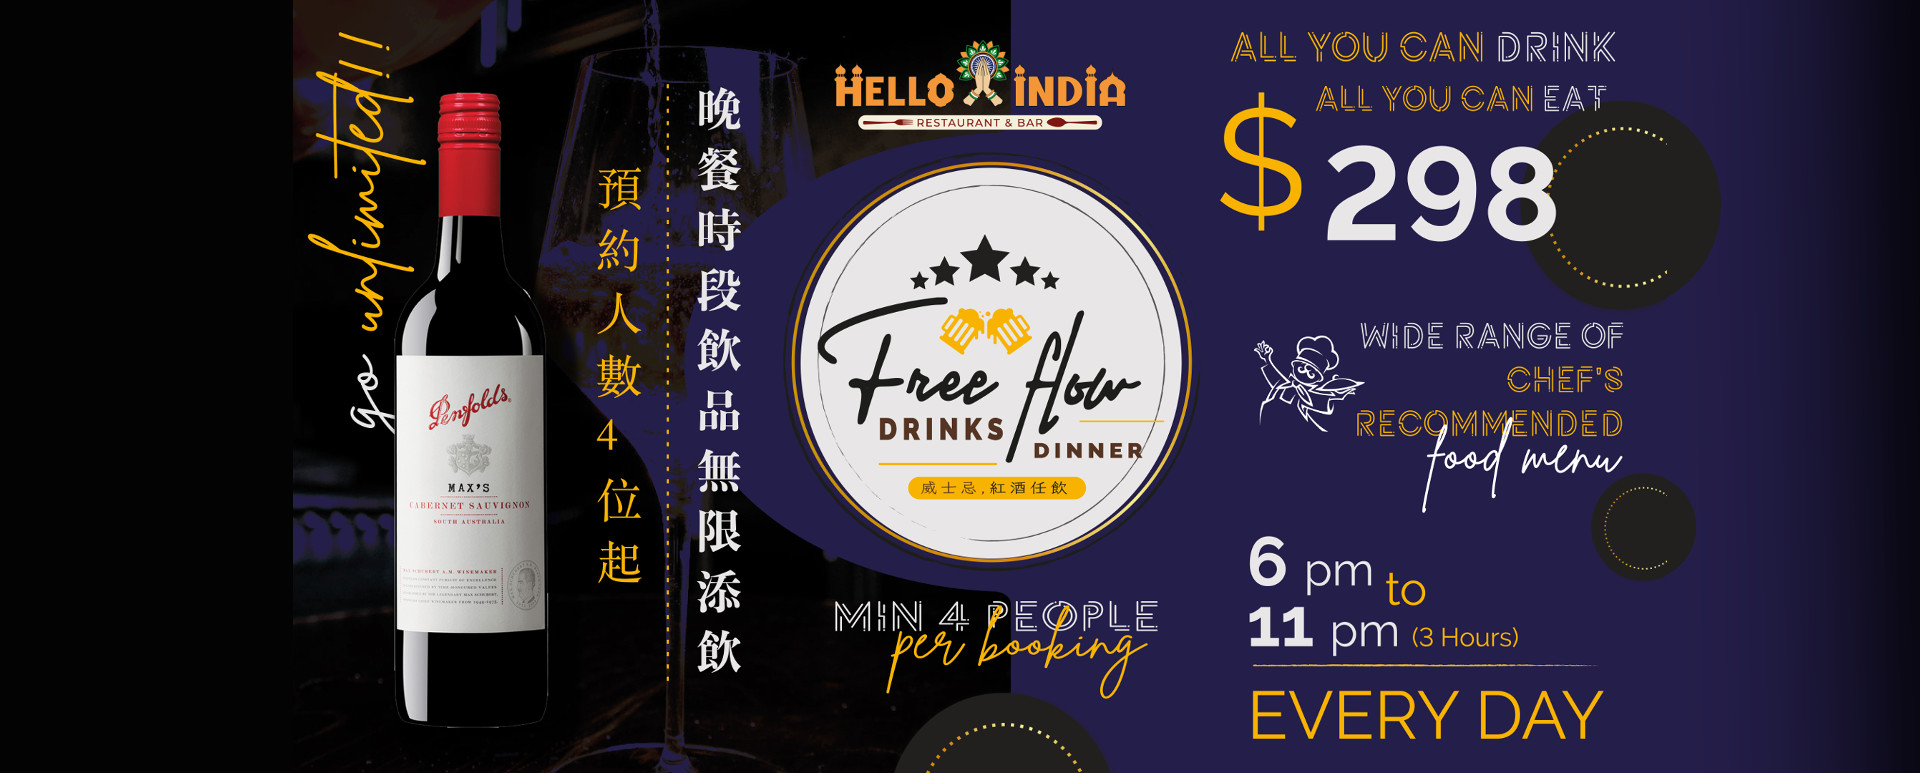 go unlimited!!
Penfolds
MAX'S
CABERNET SAUVIGNON
SOUTH AUSTRALIA
MAX SCHUBERT A.M. WINEMAKER
預約人數4位起
晚餐時段飲品無限添飲
HELLO INDIA
RESTAURANT & BAR
Free flow
DRINKS
DINNER
威士忌,紅酒任飲
MIN 4 PEOPLE
per booking
ALL YOU CAN DRINK
ALL YOU CAN EAT
$298
WIDE RANGE OF
CHEF'S
RECOMMENDED
food menu
6 pm to
11 pm (3 Hours)
EVERY DAY